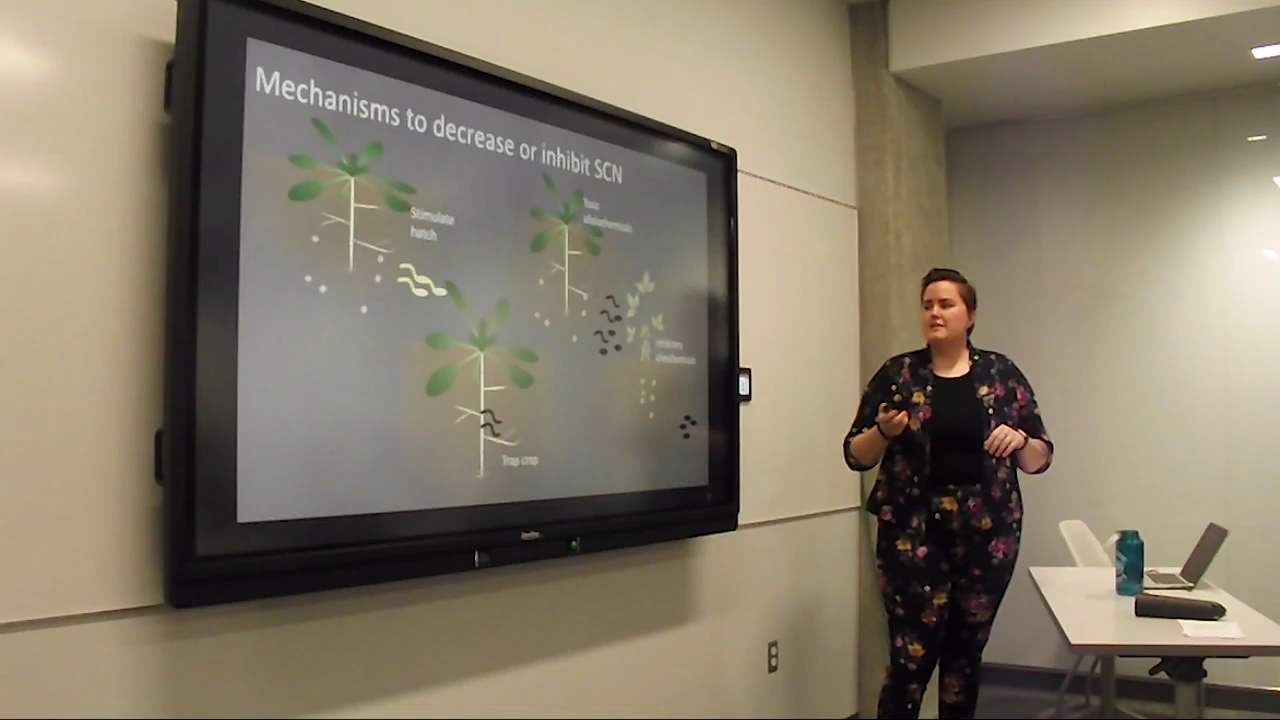 Mechanisms to decrease or inhibit SCN
Stimulate
hatch
Toxic
allelochemicals
Inhibitory
allelochemicals
Trap crop